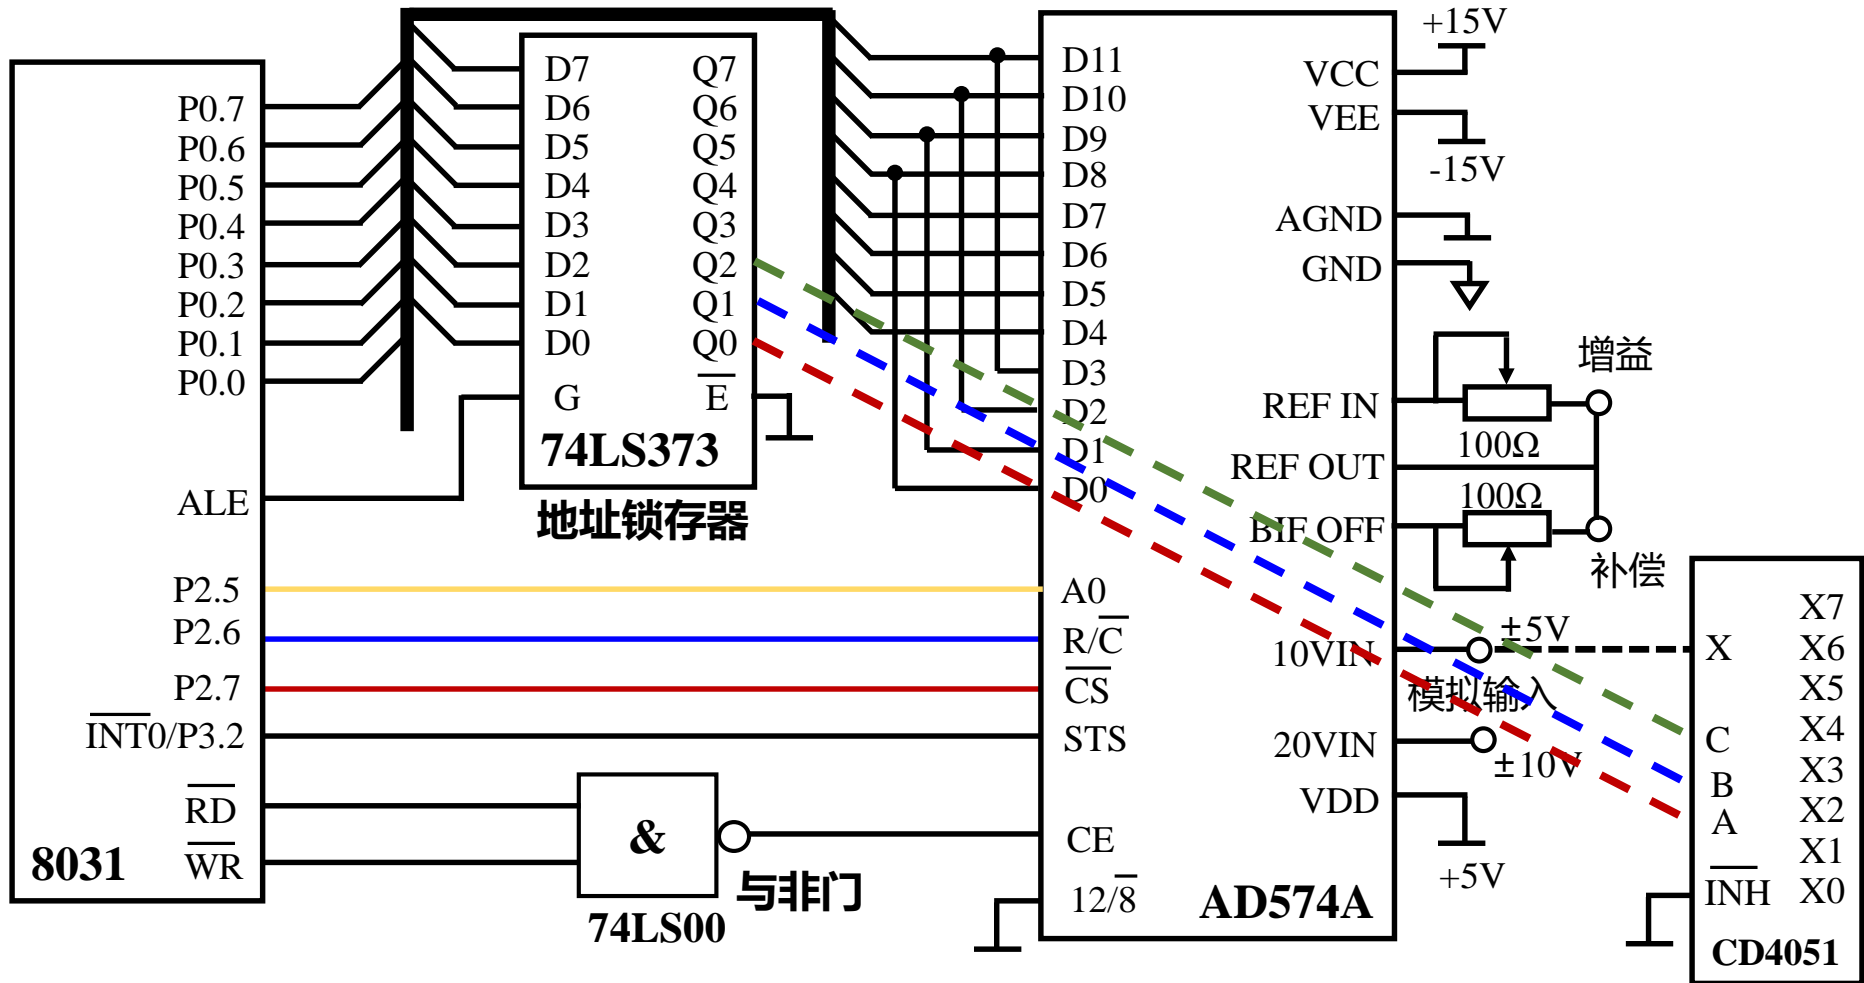 P0.7
P0.6
P0.5
P0.4
P0.3
P0.2
P0.1
P0.0
ALE
P2.5
P2.6
P2.7
INT0/P3.2
RD
WR
8031
D7 Q7
D6 Q6
D5 Q5
D4 Q4
D3 Q3
D2 Q2
D1 Q1
D0 Q0
G E
74LS373
地址锁存器
&
74LS00
与非门
D11
D10
D9
D8
D7
D6
D5
D4
D3
D2
D1
D0
A0
R/C
CS
STS
CE
12/8
VCC
VEE
AGND
GND
REF IN
REF OUT
BIF OFF
10VIN
20VIN
VDD
AD574A
+15V
-15V
增益
100Ω
100Ω
补偿
±5V
模拟输入
±10V
+5V
X
C
B
A
INH
X7
X6
X5
X4
X3
X2
X1
X0
CD4051